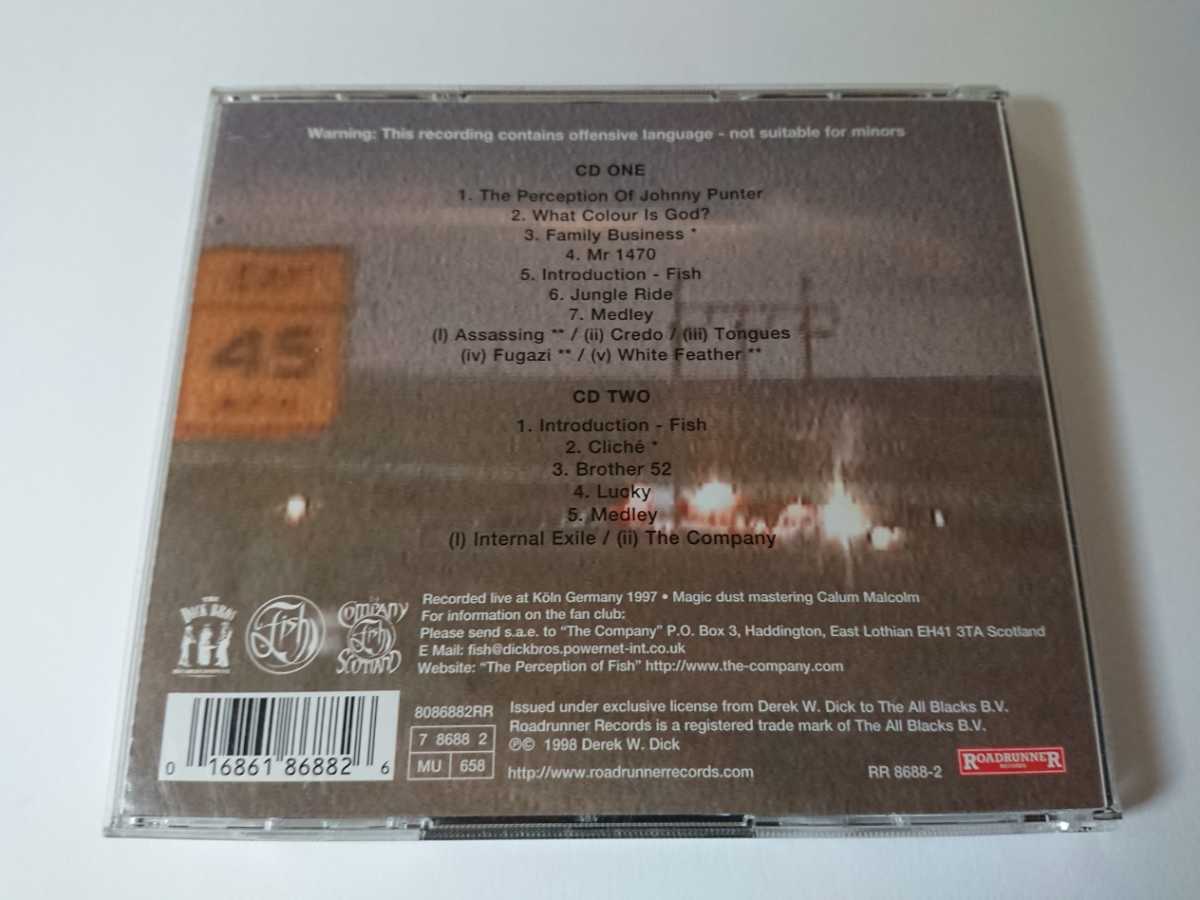 Warning: This recording contains offensive language - not suitable for minors
CD ONE
1. The Perception Of Johnny Punter
2. What Colour Is God?
3. Family Business *
4. Mr 1470
5. Introduction - Fish
6. Jungle Ride
7. Medley
(I) Assassing ** / (ii) Credo / (iii) Tongues
(iv) Fugazi ** / (v) White Feather **
45
CD TWO
1. Introduction - Fish
2. Cliché *
3. Brother 52
4. Lucky
5. Medley
(I) Internal Exile / (ii) The Company
THE
DICK BROS
Fish
COMPANY
Fish
SCOTLAND
Recorded live at Köln Germany 1997 • Magic dust mastering Calum Malcolm
For information on the fan club:
Please send s.a.e. to "The Company" P.O. Box 3, Haddington, East Lothian EH41 3TA Scotland
E Mail: fish@dickbros.powernet-int.co.uk
Website: "The Perception of Fish" http://www.the-company.com
0 16861 86882 6
8086882RR
7 8688 2
MU 658
Issued under exclusive license from Derek W. Dick to The All Blacks B.V.
Roadrunner Records is a registered trade mark of The All Blacks B.V.
℗© 1998 Derek W. Dick
http://www.roadrunnerrecords.com
RR 8688-2
ROADRUNNER
RECORDS